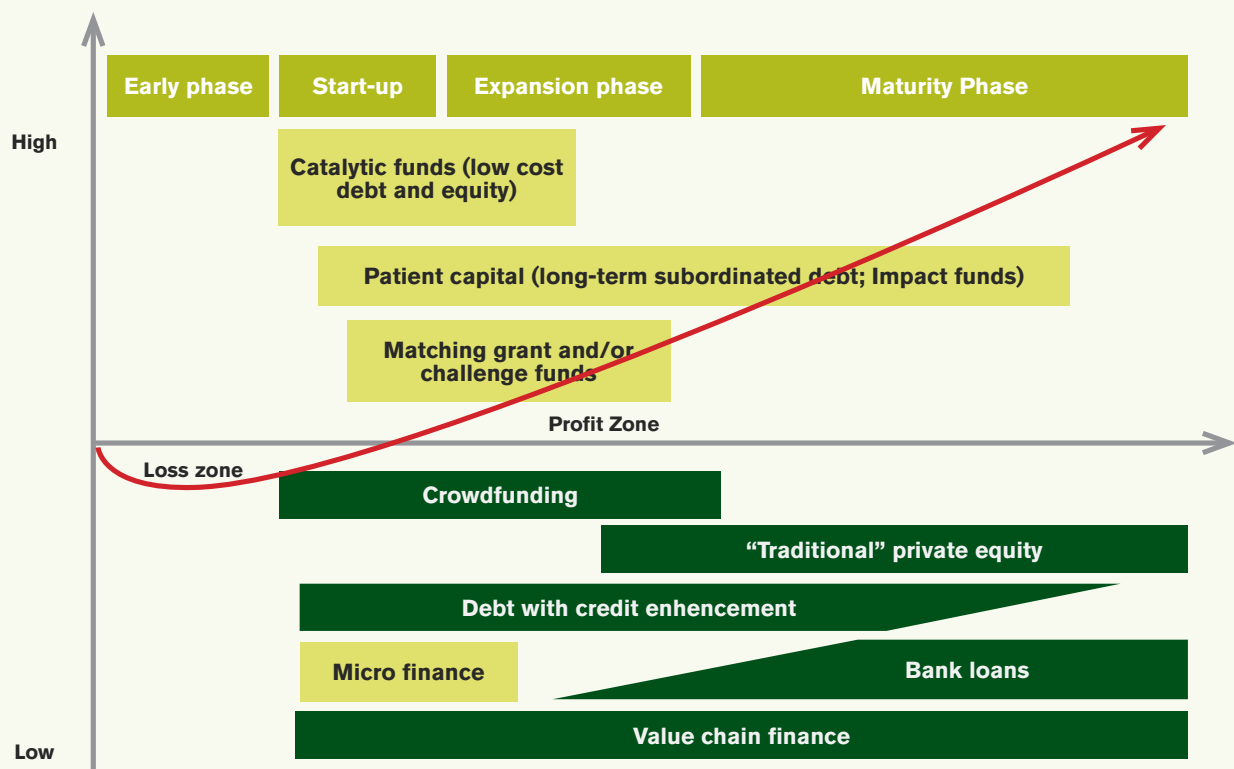 Early phase
Start-up
Expansion phase
Maturity Phase
High
Catalytic funds (low cost
debt and equity)
Patient capital (long-term subordinated debt; Impact funds)
Matching grant and/or
challenge funds
Profit Zone
Loss zone
Crowdfunding
“Traditional” private equity
Debt with credit enhencement
Micro finance
Bank loans
Value chain finance
Low